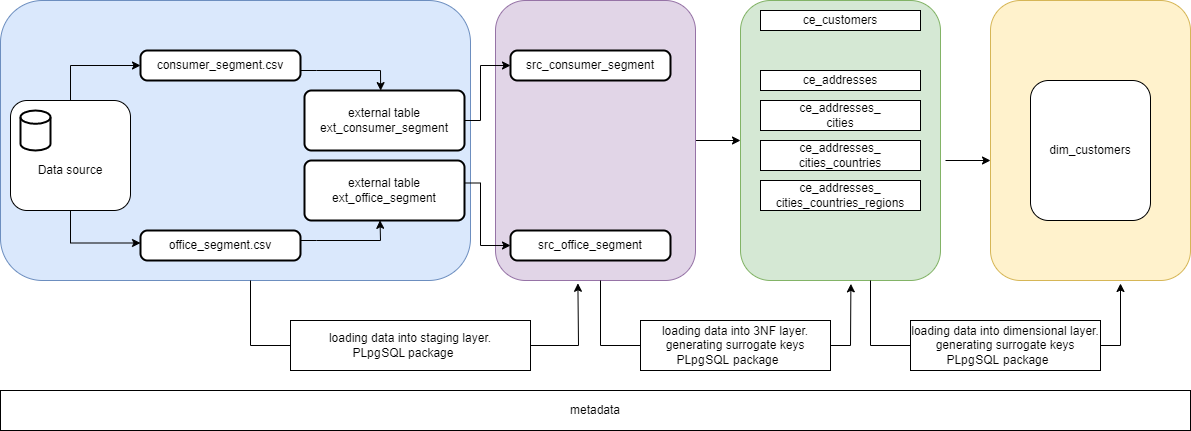 Data source
consumer_segment.csv
office_segment.csv
external table
ext_consumer_segment
external table
ext_office_segment
src_consumer_segment
src_office_segment
ce_customers
ce_addresses
ce_addresses_
cities
ce_addresses_
cities_countries
ce_addresses_
cities_countries_regions
dim_customers
loading data into staging layer.
PLpgSQL package
loading data into 3NF layer.
generating surrogate keys
PLpgSQL package
loading data into dimensional layer.
generating surrogate keys
PLpgSQL package
metadata